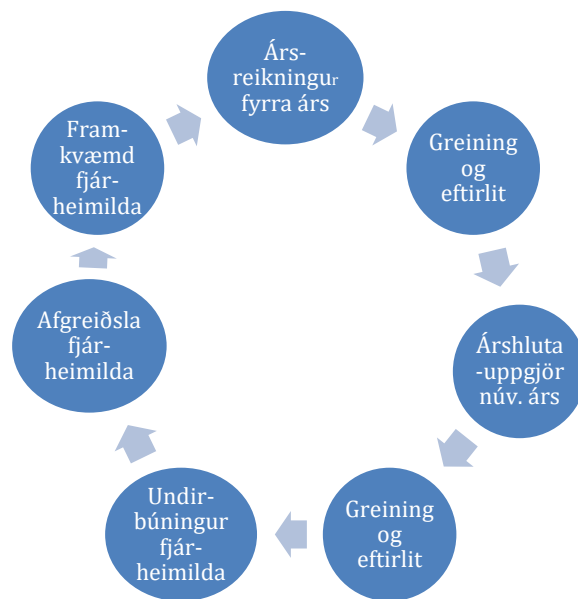 Árs-
reikningur
fyrra árs
Greining
og
eftirlit
Árshluta
-uppgjör
núv. árs
Greining
og
eftirlit
Undir-
búningur
fjár-
heimilda
Afgreiðsla
fjár-
heimilda
Fram-
kvæmd
fjár-
heimilda